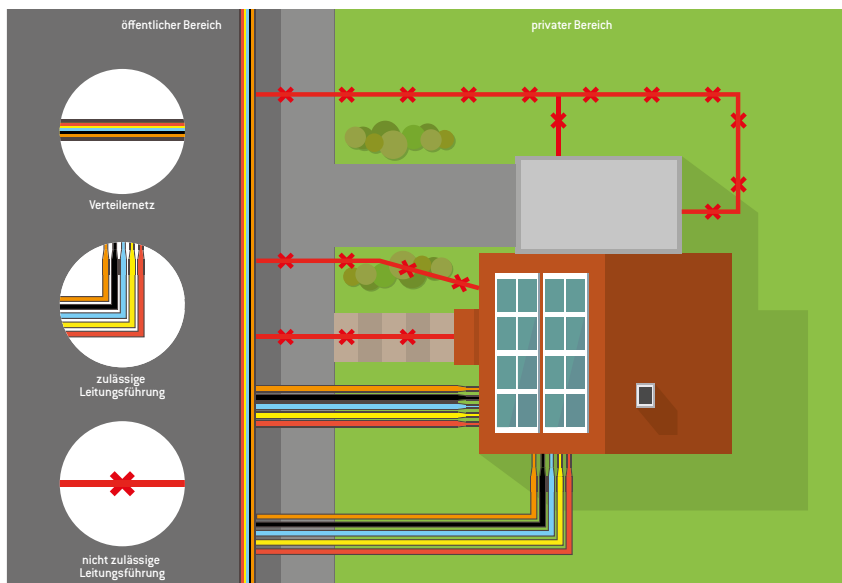 öffentlicher Bereich
privater Bereich
Verteilernetz
zulässige
Leitungsführung
nicht zulässige
Leitungsführung